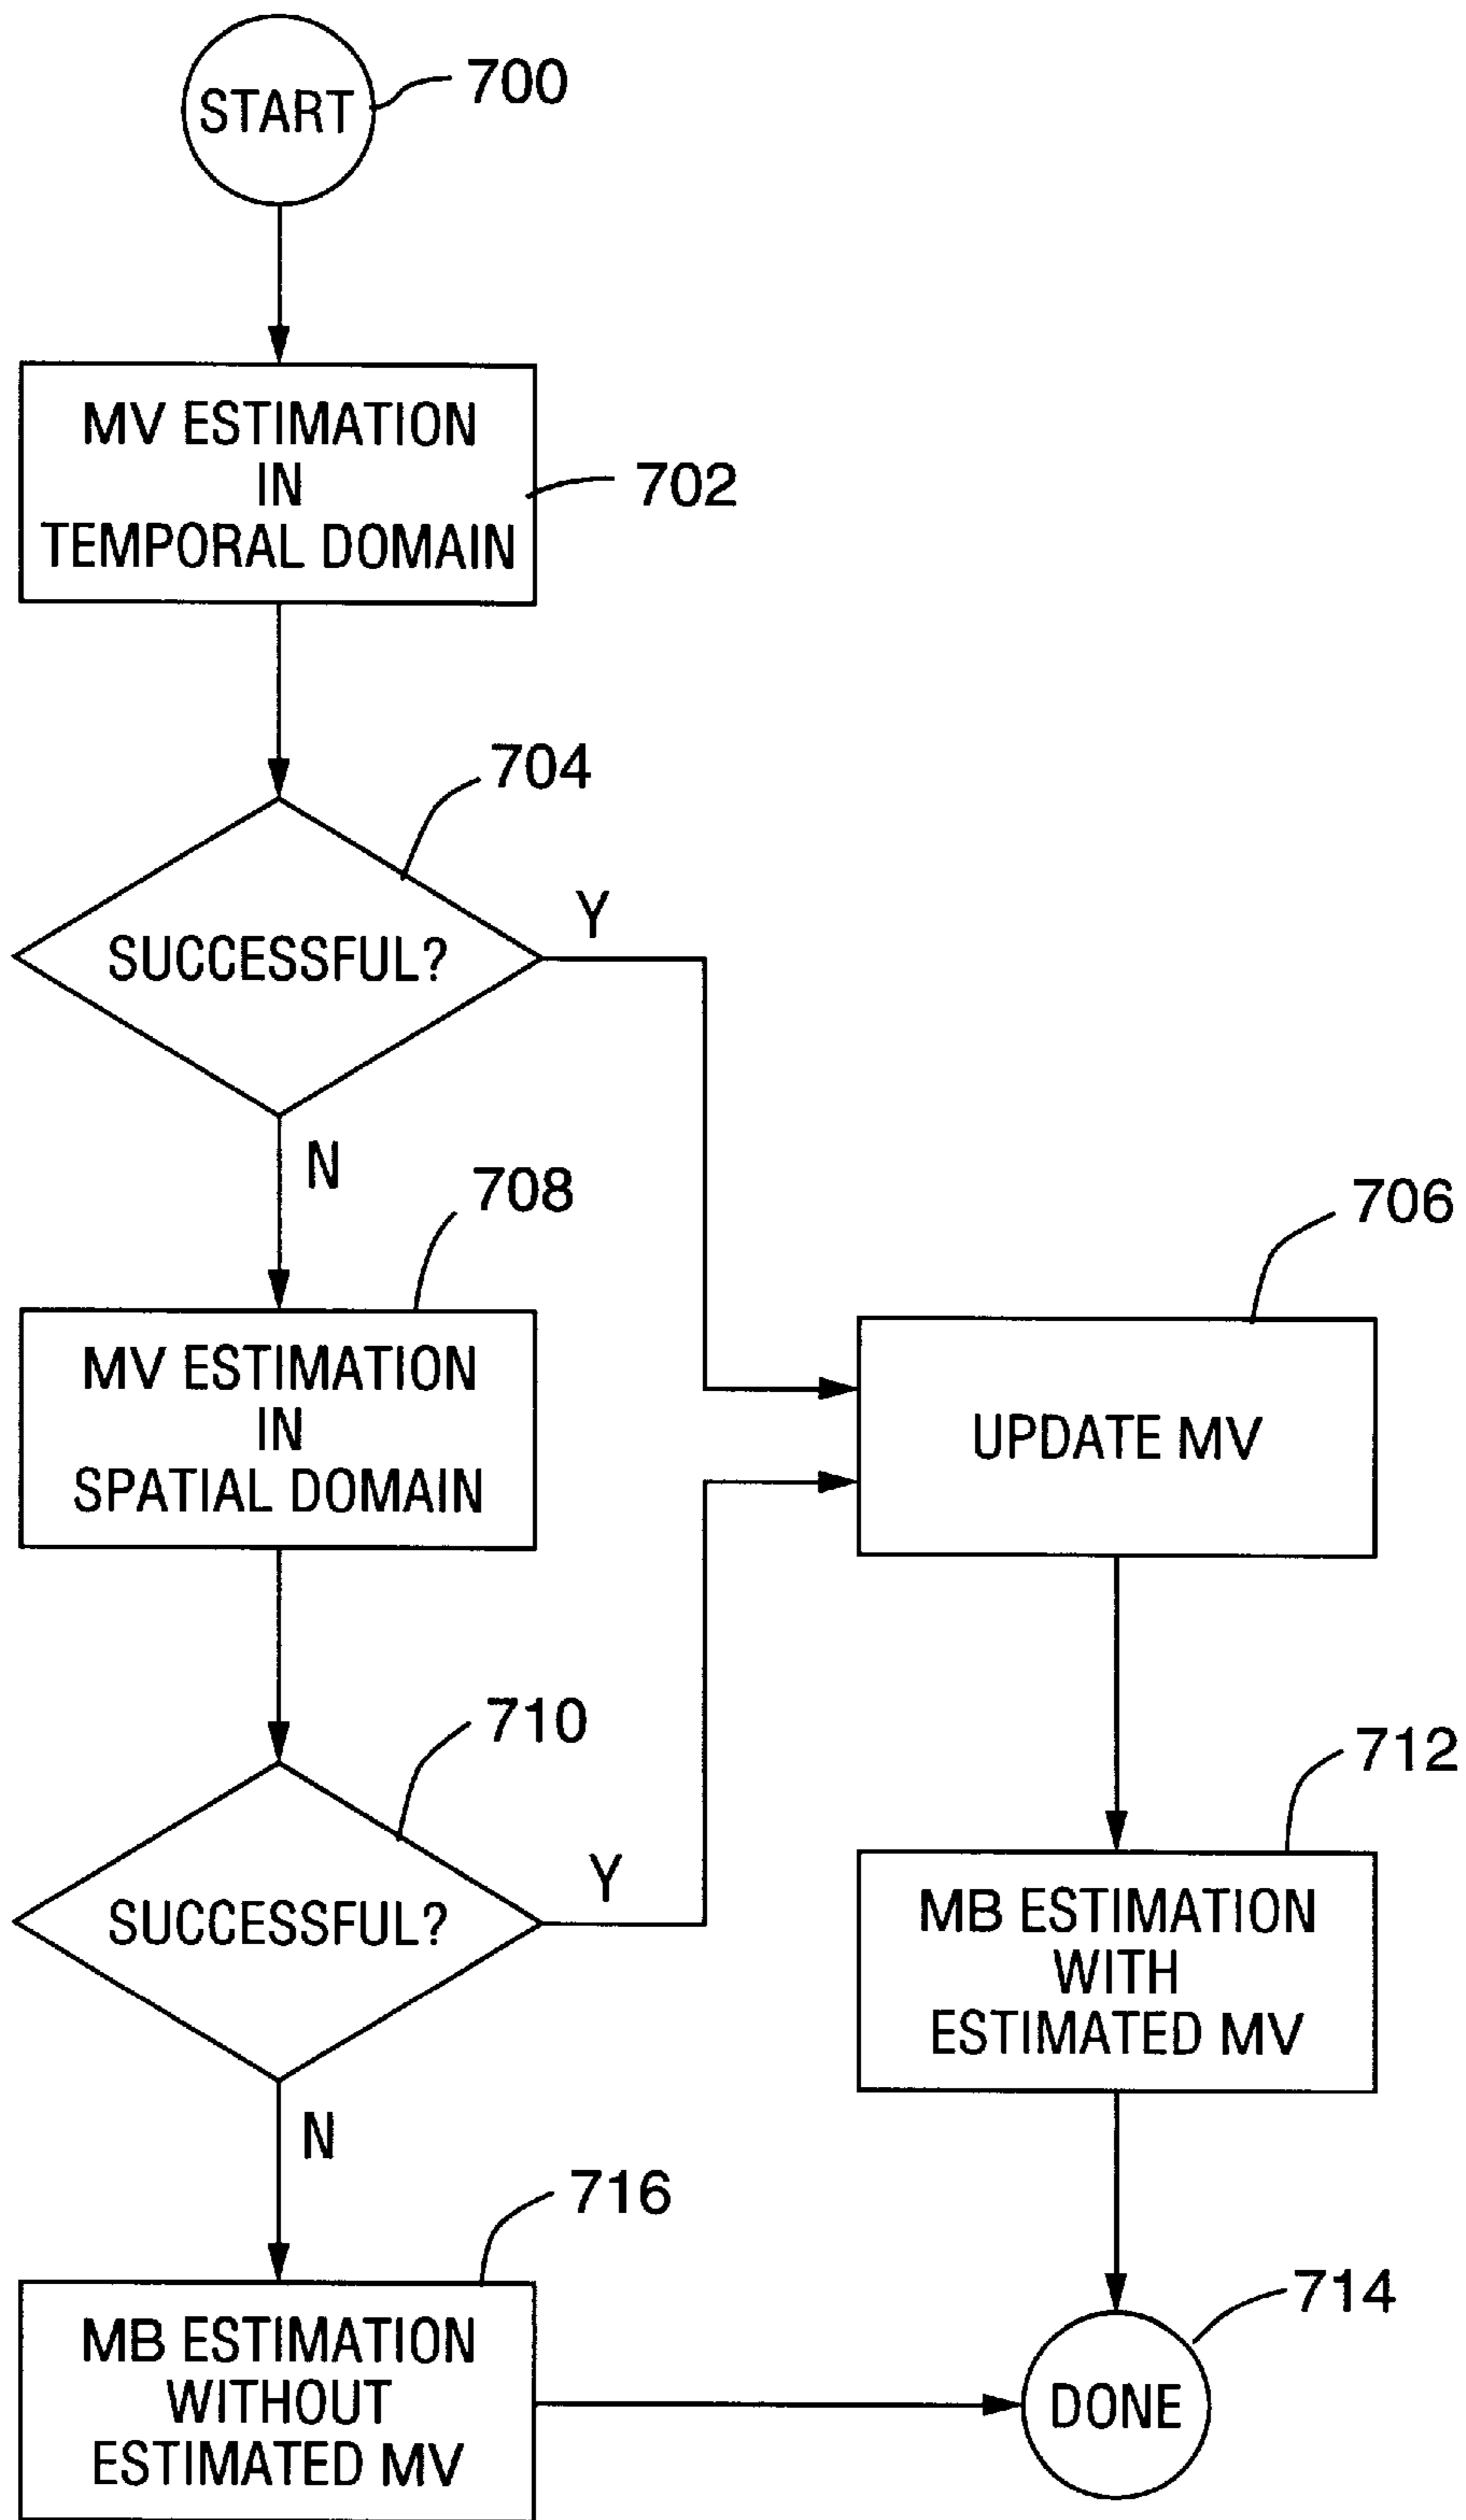 START
700
MV ESTIMATION
IN
TEMPORAL DOMAIN
702
704
SUCCESSFUL?
Y
N
708
MV ESTIMATION
IN
SPATIAL DOMAIN
706
UPDATE MV
710
SUCCESSFUL?
Y
N
712
MB ESTIMATION
WITH
ESTIMATED MV
716
MB ESTIMATION
WITHOUT
ESTIMATED MV
714
DONE